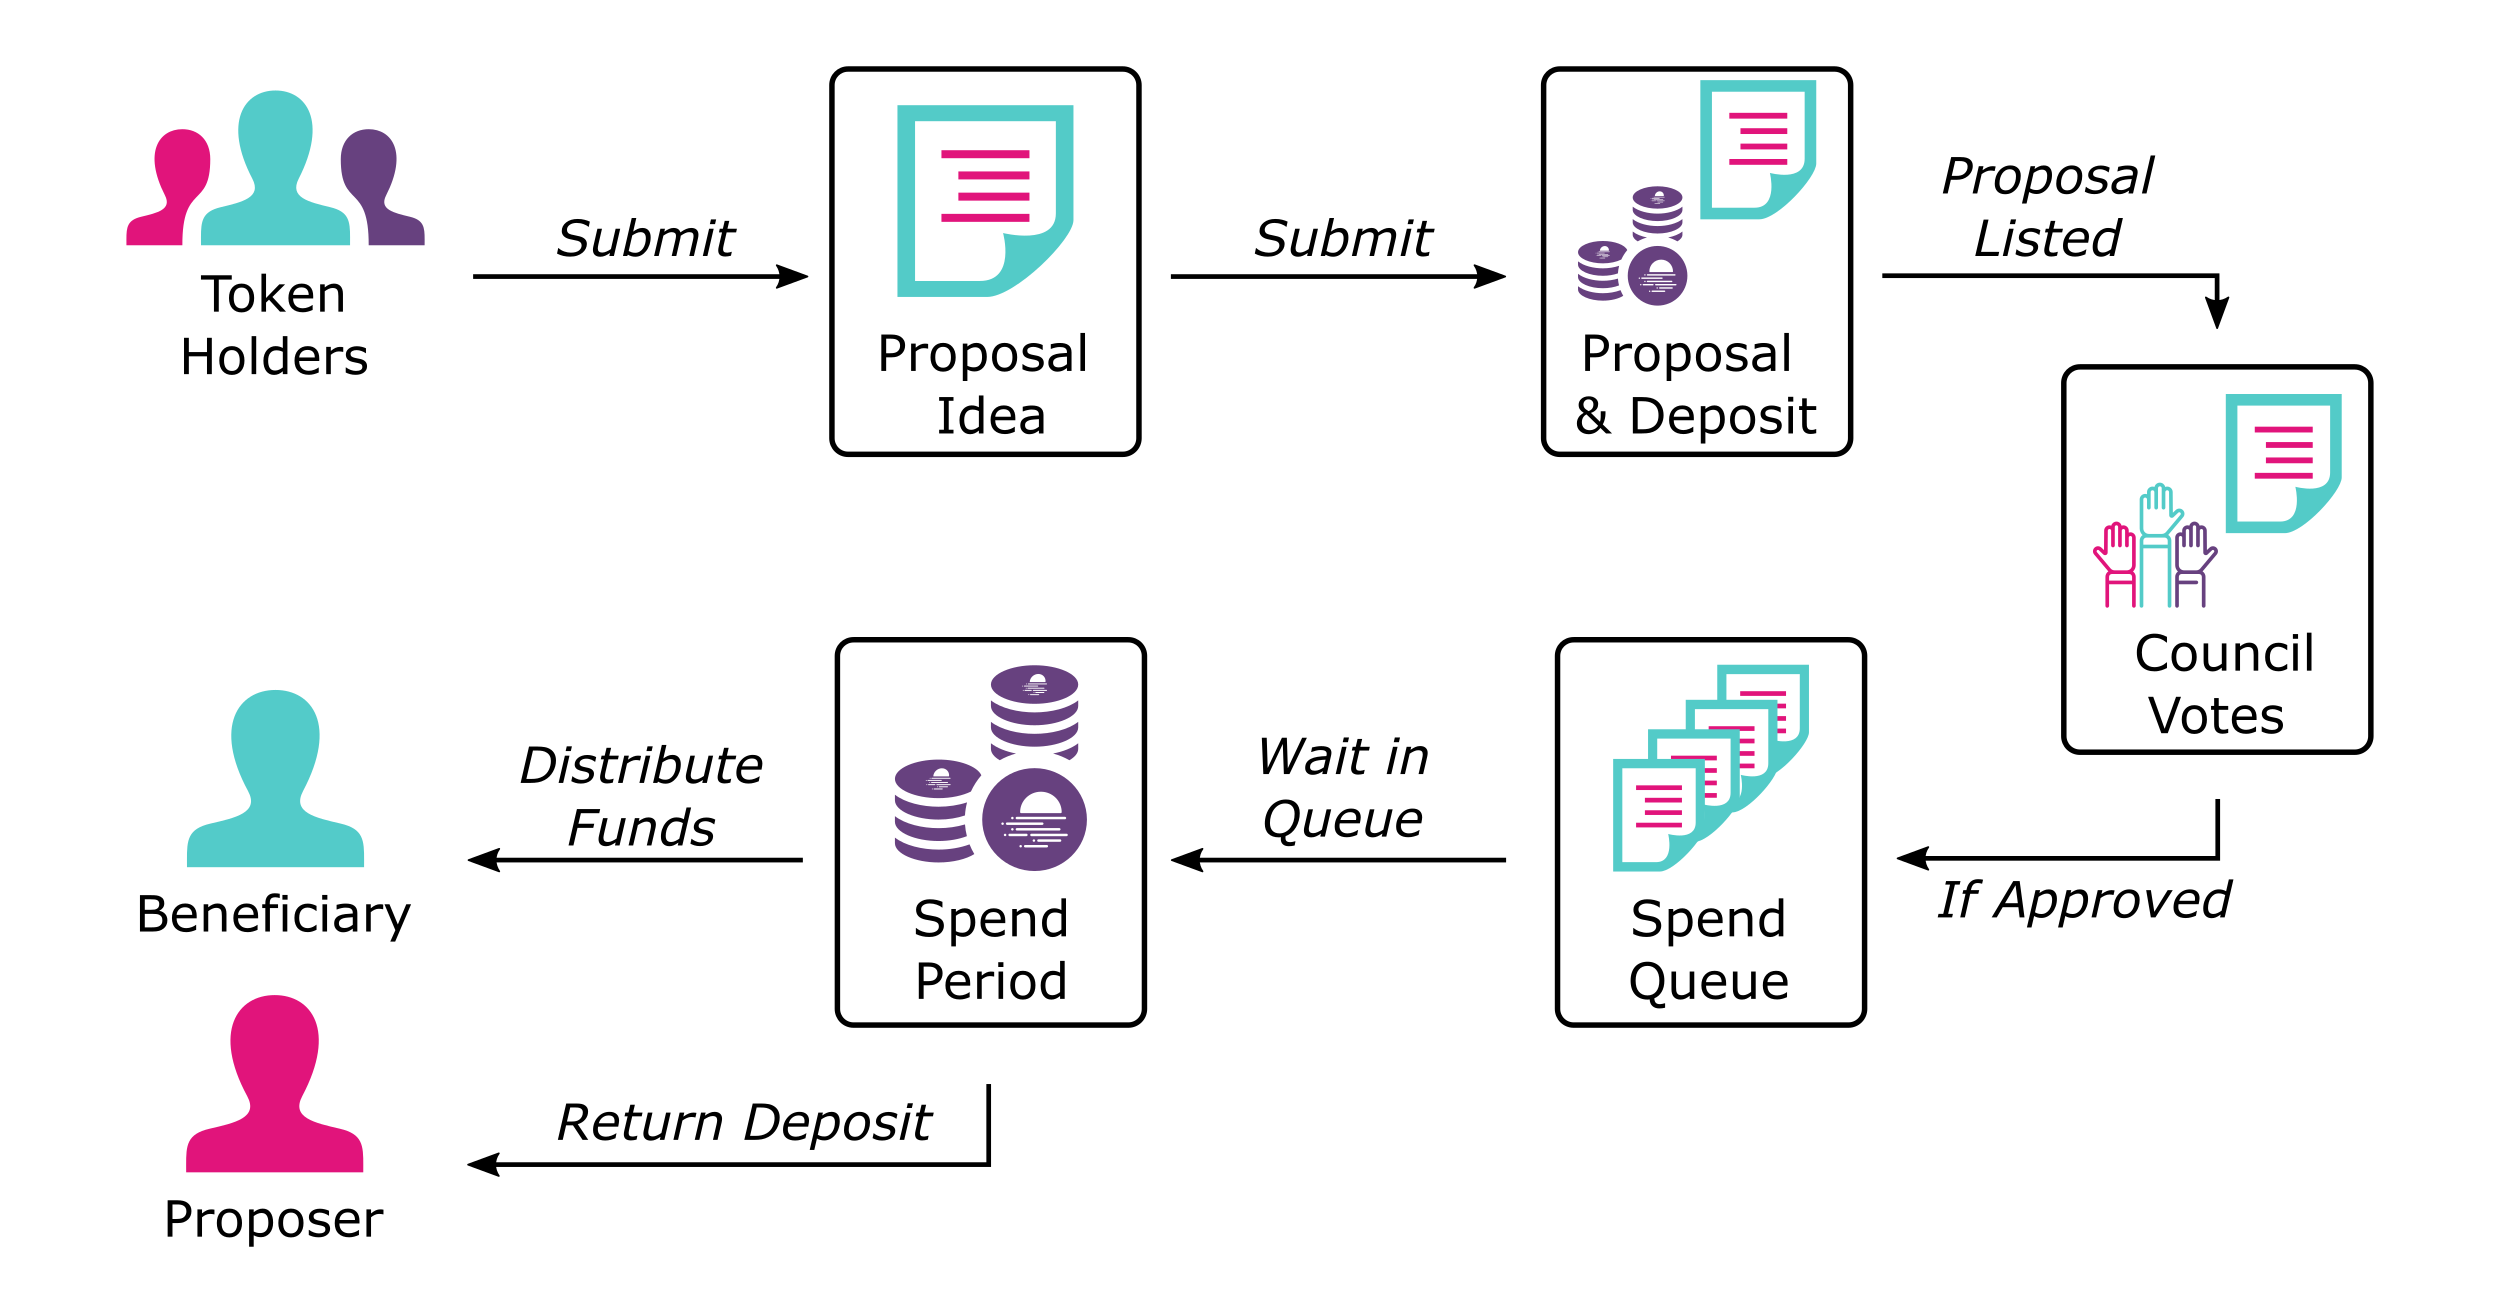 Token
Holders
Submit
Proposal
Idea
Submit
Proposal
& Deposit
Proposal
Listed
Council
Votes
If Approved
Spend
Queue
Wait in
Queue
Spend
Period
Distribute
Funds
Beneficiary
Return Deposit
Proposer